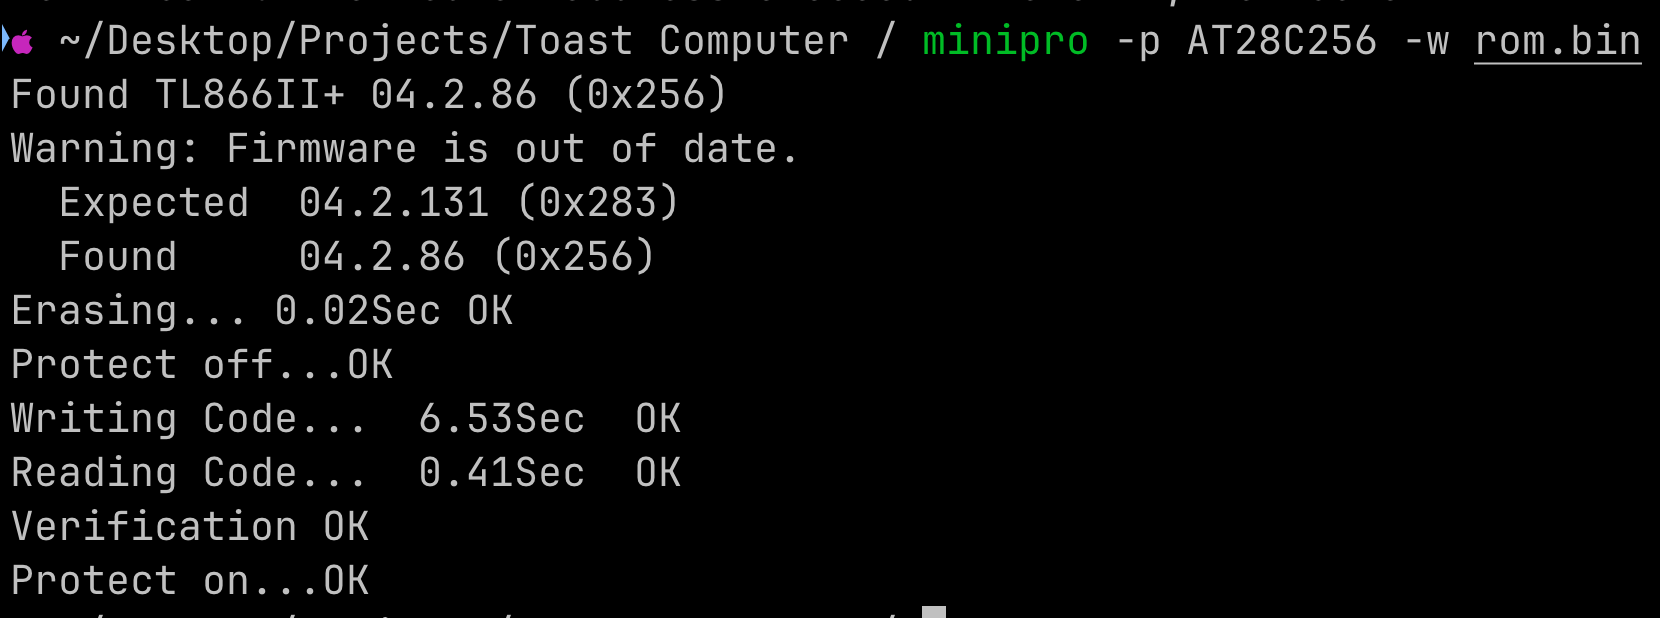 ~/Desktop/Projects/Toast Computer / minipro -p AT28C256 -w rom.bin
Found TL866II+ 04.2.86 (0x256)
Warning: Firmware is out of date.
  Expected  04.2.131 (0x283)
  Found     04.2.86 (0x256)
Erasing... 0.02Sec OK
Protect off...OK
Writing Code...  6.53Sec  OK
Reading Code...  0.41Sec  OK
Verification OK
Protect on...OK